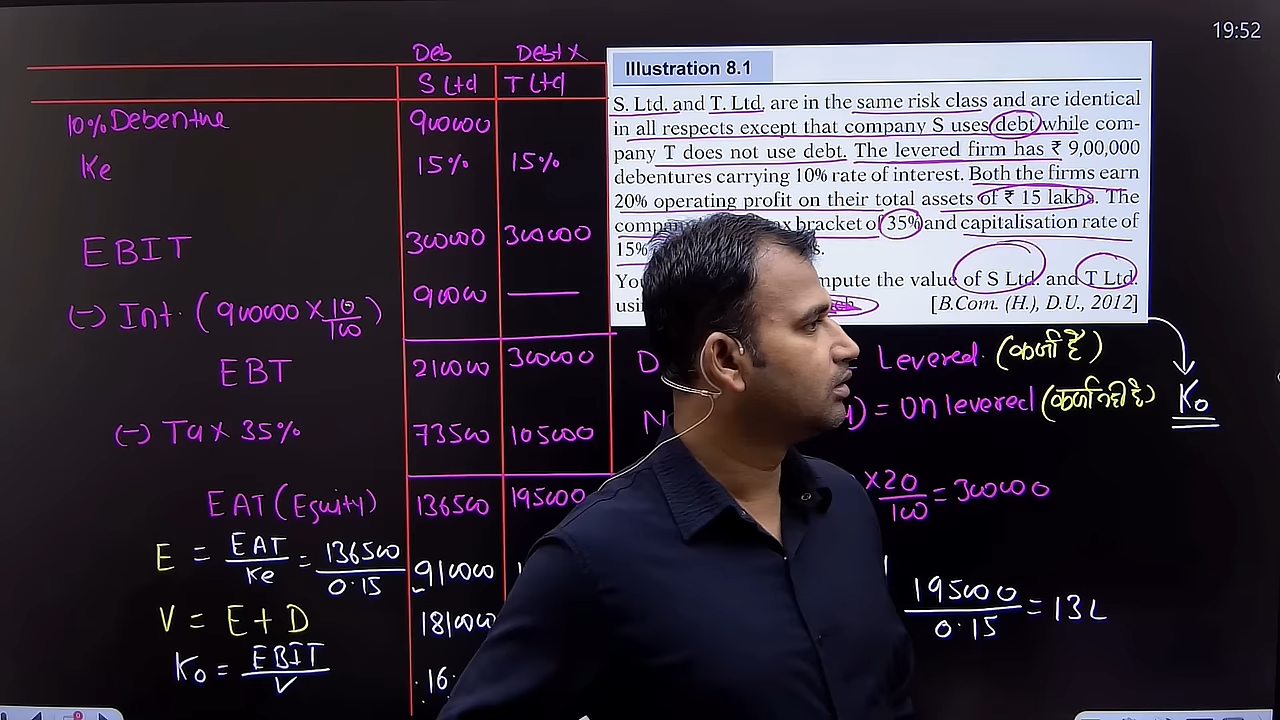 19:52
Deb Debt X
S Ltd T Ltd
10% Debentue 900000
Ke 15% 15%
EBIT 300000 300000
(-) Int. (900000 X 10/100) 90000 —
EBT 210000 300000
(-) Tax 35% 73500 105000
EAT (Equity) 136500 195000
E = EAT/Ke = 136500/0.15 910000
V = E + D 1810000
Ko = EBIT/V .16
Illustration 8.1
S. Ltd. and T. Ltd. are in the same risk class and are identical
in all respects except that company S uses debt while com-
pany T does not use debt. The levered firm has ₹ 9,00,000
debentures carrying 10% rate of interest. Both the firms earn
20% operating profit on their total assets of ₹ 15 lakhs. The
bracket of 35% and capitalisation rate of
15%
the value of S Ltd. and T Ltd.
[B.Com. (H.), D.U., 2012]
= Levered (कर्जा है)
= Unlevered (कर्जा नही है)
Ko
X 20/100 = 300000
195000/0.15 = 13L